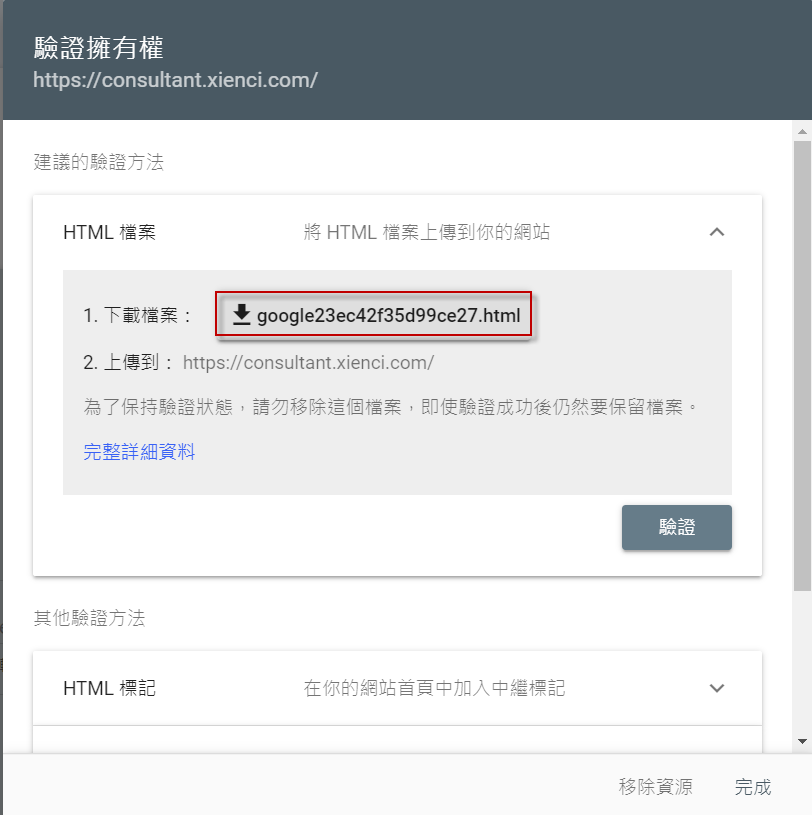 驗證擁有權
https://consultant.xienci.com/
建議的驗證方法
HTML 檔案 將 HTML 檔案上傳到你的網站
1. 下載檔案： google23ec42f35d99ce27.html
2. 上傳到： https://consultant.xienci.com/
為了保持驗證狀態，請勿移除這個檔案，即使驗證成功後仍然要保留檔案。
完整詳細資料
驗證
其他驗證方法
HTML 標記 在你的網站首頁中加入中繼標記
移除資源 完成